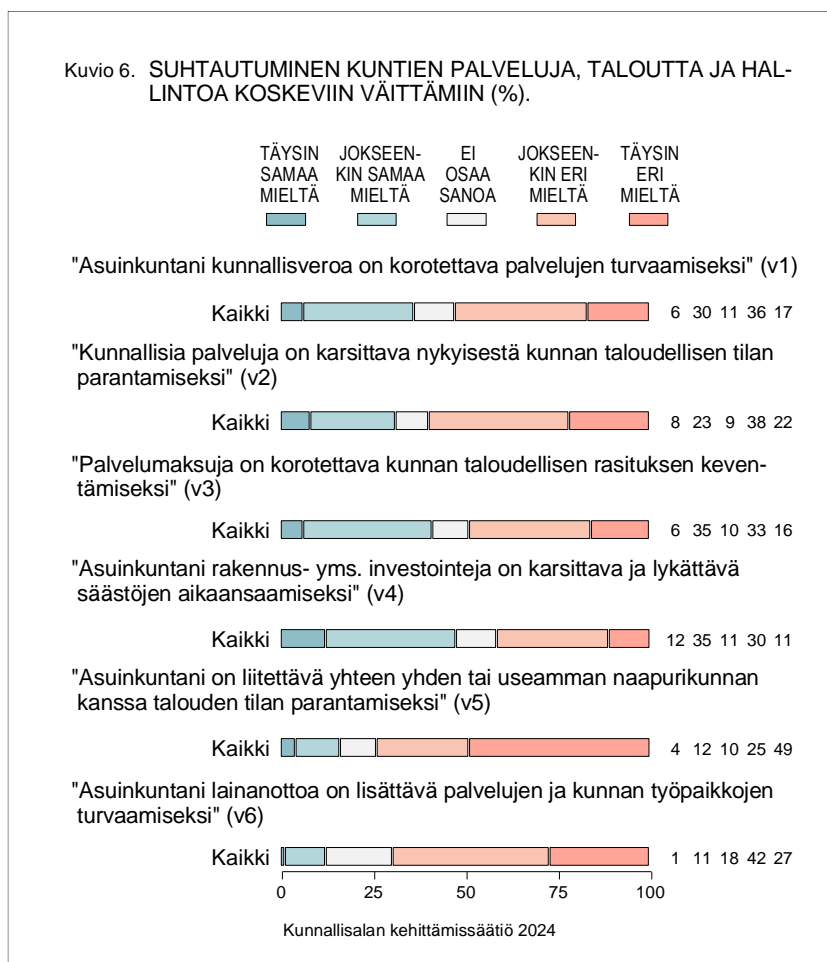 Kuvio 6. SUHTAUTUMINEN KUNTIEN PALVELUJA, TALOUTTA JA HAL-
LINTOA KOSKEVIIN VÄITTÄMIIN (%).
TÄYSIN SAMAA MIELTÄ
JOKSEEN-KIN SAMAA MIELTÄ
EI OSAA SANOA
JOKSEEN-KIN ERI MIELTÄ
TÄYSIN ERI MIELTÄ
"Asuinkuntani kunnallisveroa on korotettava palvelujen turvaamiseksi" (v1)
Kaikki 6 30 11 36 17
"Kunnallisia palveluja on karsittava nykyisestä kunnan taloudellisen tilan
parantamiseksi" (v2)
Kaikki 8 23 9 38 22
"Palvelumaksuja on korotettava kunnan taloudellisen rasituksen keven-
tämiseksi" (v3)
Kaikki 6 35 10 33 16
"Asuinkuntani rakennus- yms. investointeja on karsittava ja lykättävä
säästöjen aikaansaamiseksi" (v4)
Kaikki 12 35 11 30 11
"Asuinkuntani on liitettävä yhteen yhden tai useamman naapurikunnan
kanssa talouden tilan parantamiseksi" (v5)
Kaikki 4 12 10 25 49
"Asuinkuntani lainanottoa on lisättävä palvelujen ja kunnan työpaikkojen
turvaamiseksi" (v6)
Kaikki 1 11 18 42 27
0 25 50 75 100
Kunnallisalan kehittämissäätiö 2024